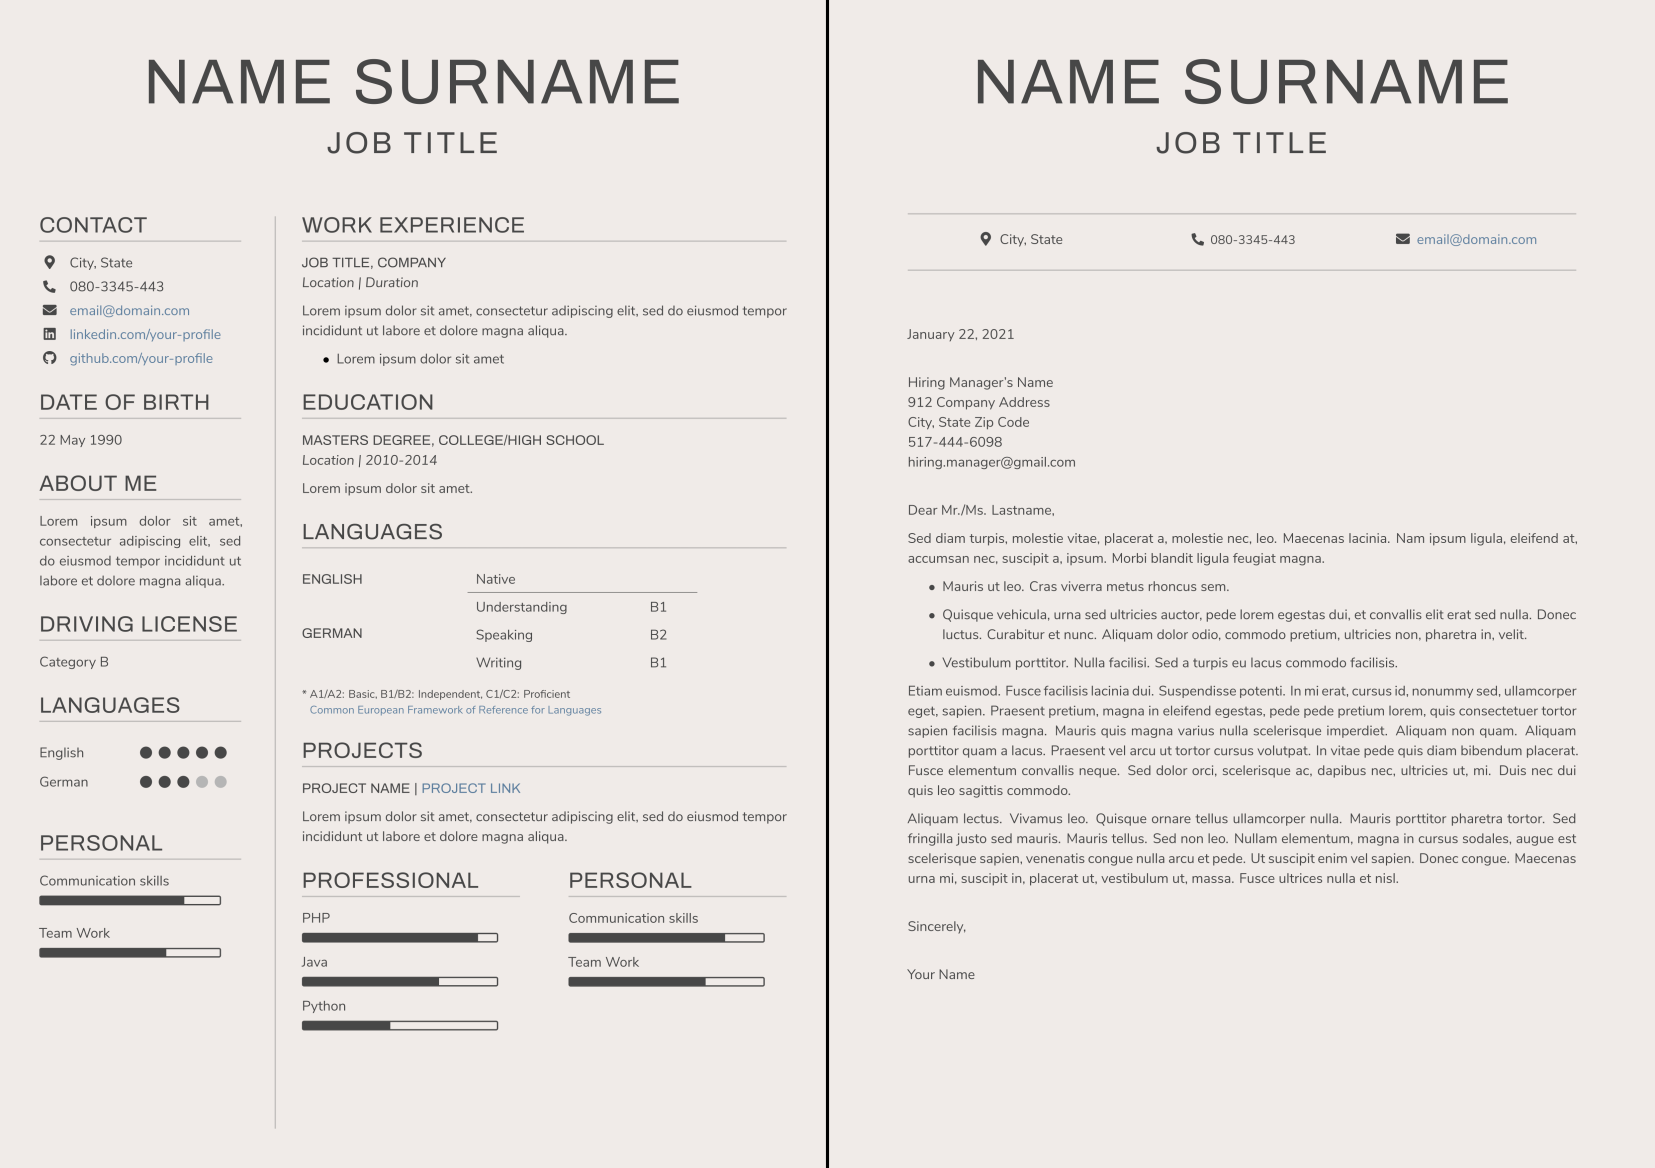 NAME SURNAME
JOB TITLE
CONTACT
City, State
080-3345-443
email@domain.com
linkedin.com/your-profile
github.com/your-profile
DATE OF BIRTH
22 May 1990
ABOUT ME
Lorem ipsum dolor sit amet,
consectetur adipiscing elit, sed
do eiusmod tempor incididunt ut
labore et dolore magna aliqua.
DRIVING LICENSE
Category B
LANGUAGES
English
German
PERSONAL
Communication skills
Team Work
WORK EXPERIENCE
JOB TITLE, COMPANY
Location | Duration
Lorem ipsum dolor sit amet, consectetur adipiscing elit, sed do eiusmod tempor
incididunt ut labore et dolore magna aliqua.
• Lorem ipsum dolor sit amet
EDUCATION
MASTERS DEGREE, COLLEGE/HIGH SCHOOL
Location | 2010-2014
Lorem ipsum dolor sit amet.
LANGUAGES
ENGLISH Native
Understanding B1
GERMAN Speaking B2
Writing B1
* A1/A2: Basic, B1/B2: Independent, C1/C2: Proficient
Common European Framework of Reference for Languages
PROJECTS
PROJECT NAME | PROJECT LINK
Lorem ipsum dolor sit amet, consectetur adipiscing elit, sed do eiusmod tempor
incididunt ut labore et dolore magna aliqua.
PROFESSIONAL
PHP
Java
Python
PERSONAL
Communication skills
Team Work
NAME SURNAME
JOB TITLE
City, State 080-3345-443 email@domain.com
January 22, 2021
Hiring Manager’s Name
912 Company Address
City, State Zip Code
517-444-6098
hiring.manager@gmail.com
Dear Mr./Ms. Lastname,
Sed diam turpis, molestie vitae, placerat a, molestie nec, leo. Maecenas lacinia. Nam ipsum ligula, eleifend at,
accumsan nec, suscipit a, ipsum. Morbi blandit ligula feugiat magna.
• Mauris ut leo. Cras viverra metus rhoncus sem.
• Quisque vehicula, urna sed ultricies auctor, pede lorem egestas dui, et convallis elit erat sed nulla. Donec
luctus. Curabitur et nunc. Aliquam dolor odio, commodo pretium, ultricies non, pharetra in, velit.
• Vestibulum porttitor. Nulla facilisi. Sed a turpis eu lacus commodo facilisis.
Etiam euismod. Fusce facilisis lacinia dui. Suspendisse potenti. In mi erat, cursus id, nonummy sed, ullamcorper
eget, sapien. Praesent pretium, magna in eleifend egestas, pede pede pretium lorem, quis consectetuer tortor
sapien facilisis magna. Mauris quis magna varius nulla scelerisque imperdiet. Aliquam non quam. Aliquam
porttitor quam a lacus. Praesent vel arcu ut tortor cursus volutpat. In vitae pede quis diam bibendum placerat.
Fusce elementum convallis neque. Sed dolor orci, scelerisque ac, dapibus nec, ultricies ut, mi. Duis nec dui
quis leo sagittis commodo.
Aliquam lectus. Vivamus leo. Quisque ornare tellus ullamcorper nulla. Mauris porttitor pharetra tortor. Sed
fringilla justo sed mauris. Mauris tellus. Sed non leo. Nullam elementum, magna in cursus sodales, augue est
scelerisque sapien, venenatis congue nulla arcu et pede. Ut suscipit enim vel sapien. Donec congue. Maecenas
urna mi, suscipit in, placerat ut, vestibulum ut, massa. Fusce ultrices nulla et nisl.
Sincerely,
Your Name